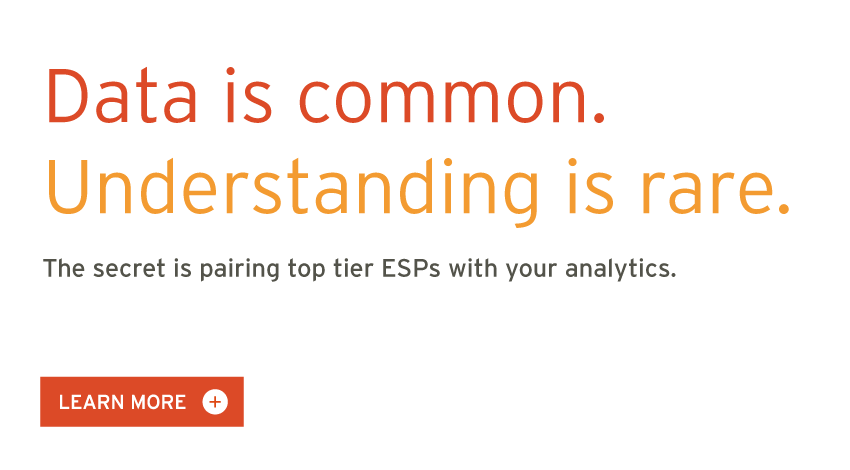 Data is common.
Understanding is rare.
The secret is pairing top tier ESPs with your analytics.
LEARN MORE